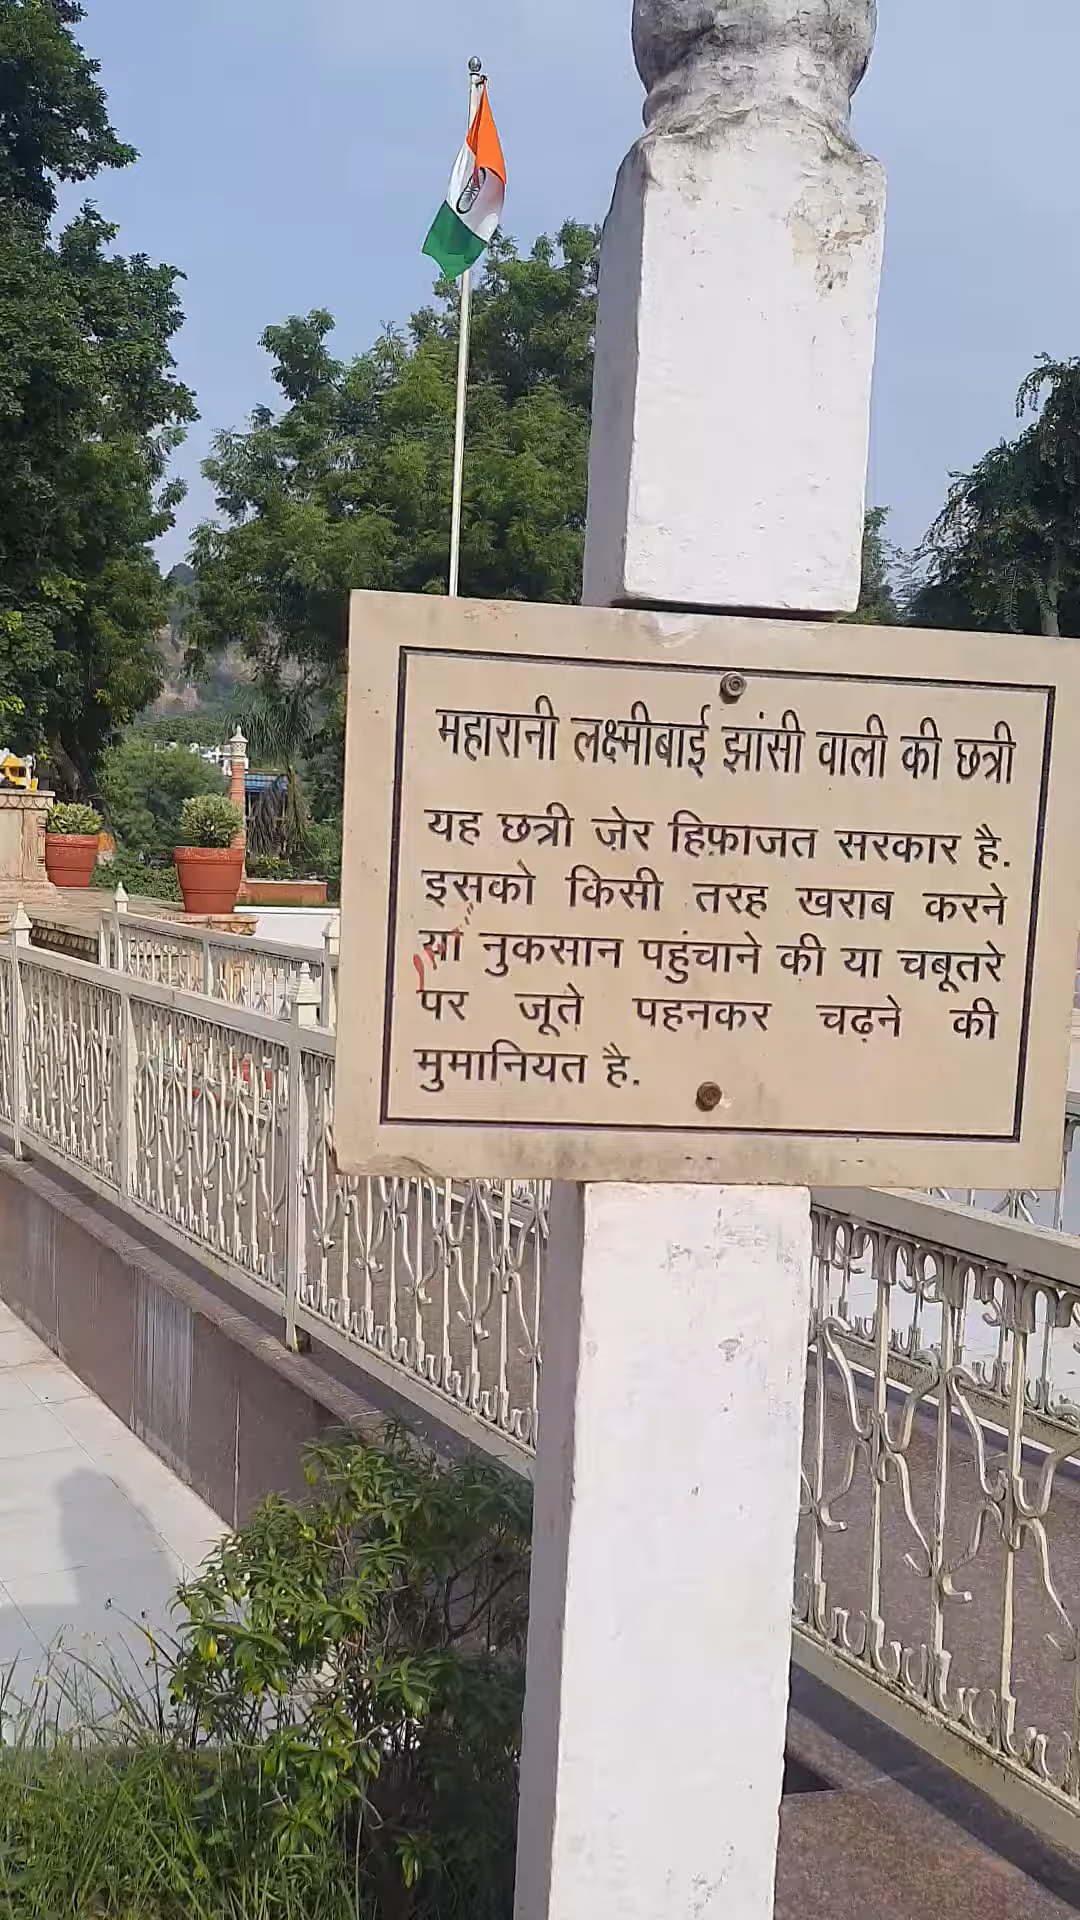 महारानी लक्ष्मीबाई झांसी वाली की छत्री
यह छत्री ज़ेर हिफ़ाजत सरकार है.
इसको किसी तरह खराब करने
या नुकसान पहुंचाने की या चबूतरे
पर जूते पहनकर चढ़ने की
मुमानियत है.